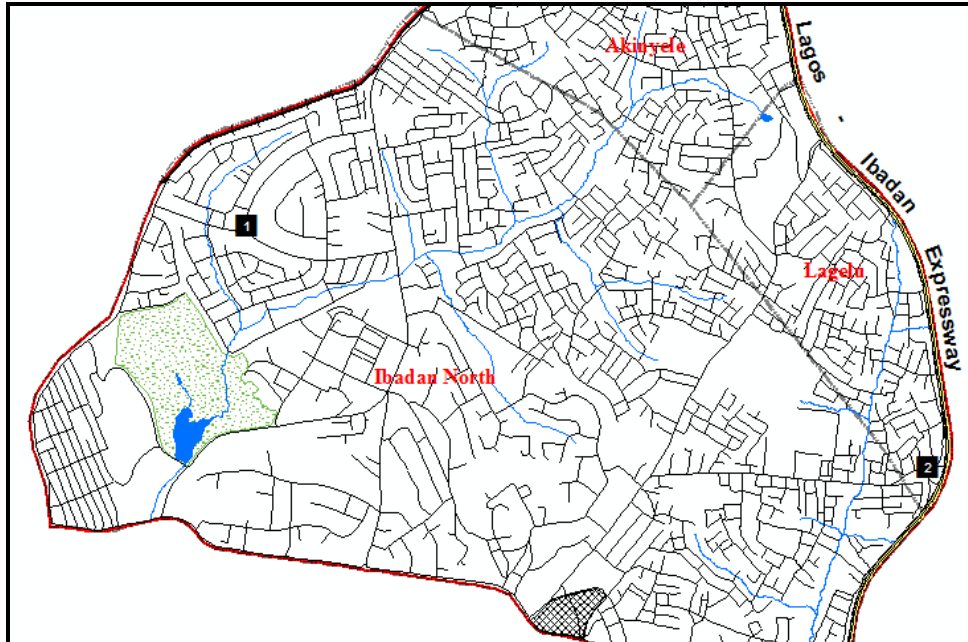 Akinyele
Lagos
-
Ibadan
Expressway
1
Lagelu
Ibadan North
2